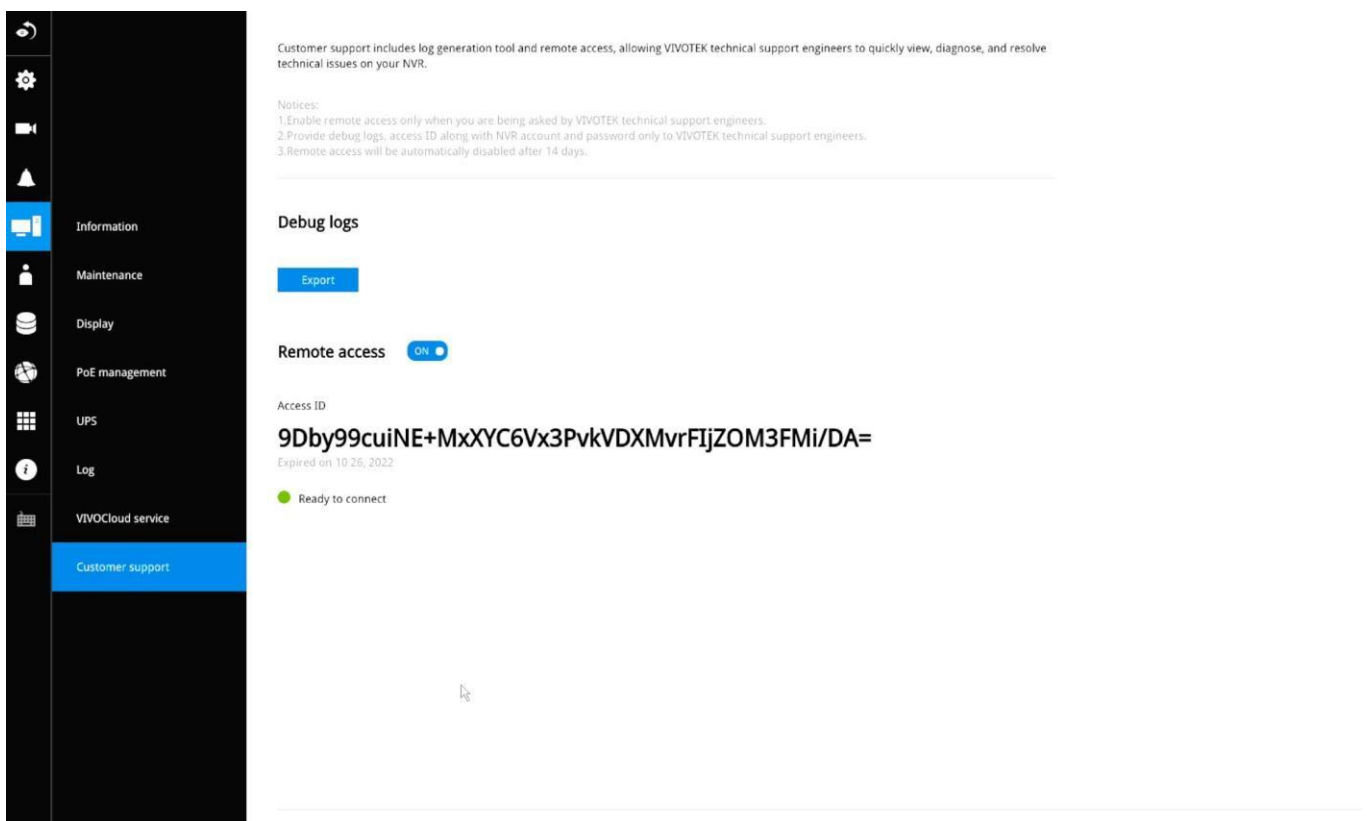 Customer support includes log generation tool and remote access, allowing VIVOTEK technical support engineers to quickly view, diagnose, and resolve
technical issues on your NVR.
Notices:
1.Enable remote access only when you are being asked by VIVOTEK technical support engineers.
2.Provide debug logs, access ID along with NVR account and password only to VIVOTEK technical support engineers.
3.Remote access will be automatically disabled after 14 days.
Information
Maintenance
Display
PoE management
UPS
Log
VIVOCloud service
Customer support
Debug logs
Export
Remote access ON
Access ID
9Dby99cuiNE+MxXYC6Vx3PvkVDXMvrFIjZOM3FMi/DA=
Expired on 10 26, 2022
Ready to connect